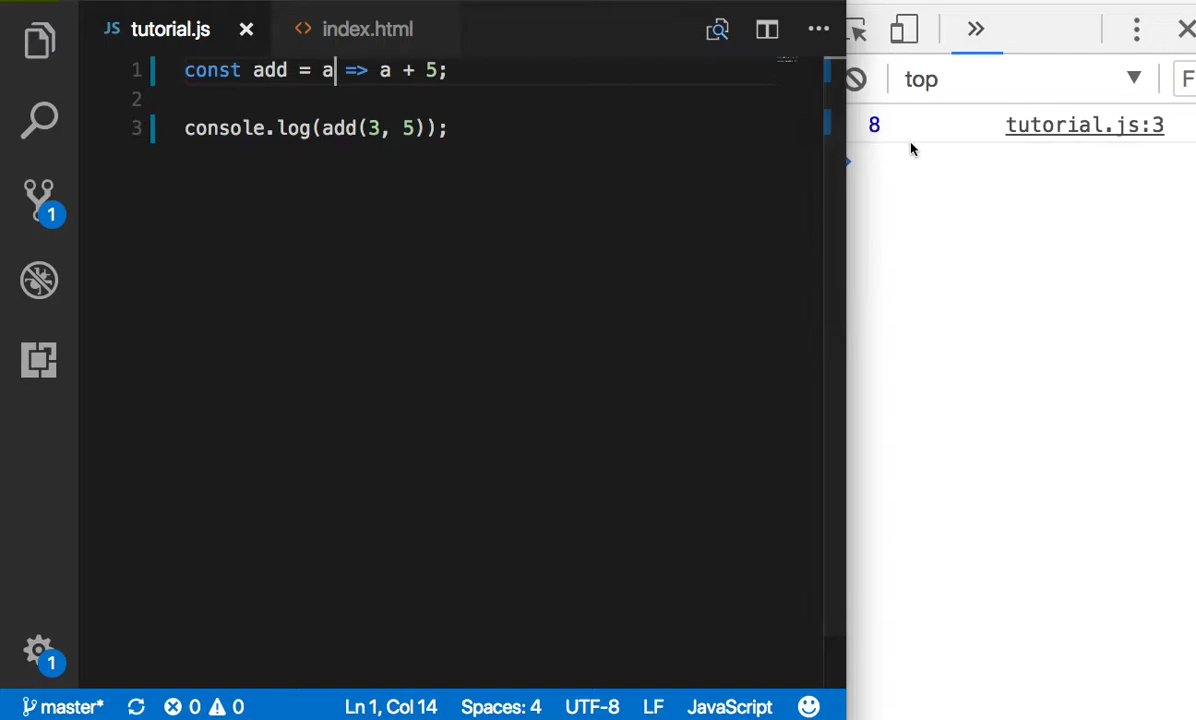 JS tutorial.js × <> index.html
1 const add = a => a + 5;
2
3 console.log(add(3, 5));
1
1
master* 0 0 Ln 1, Col 14 Spaces: 4 UTF-8 LF JavaScript
top F
8 tutorial.js:3